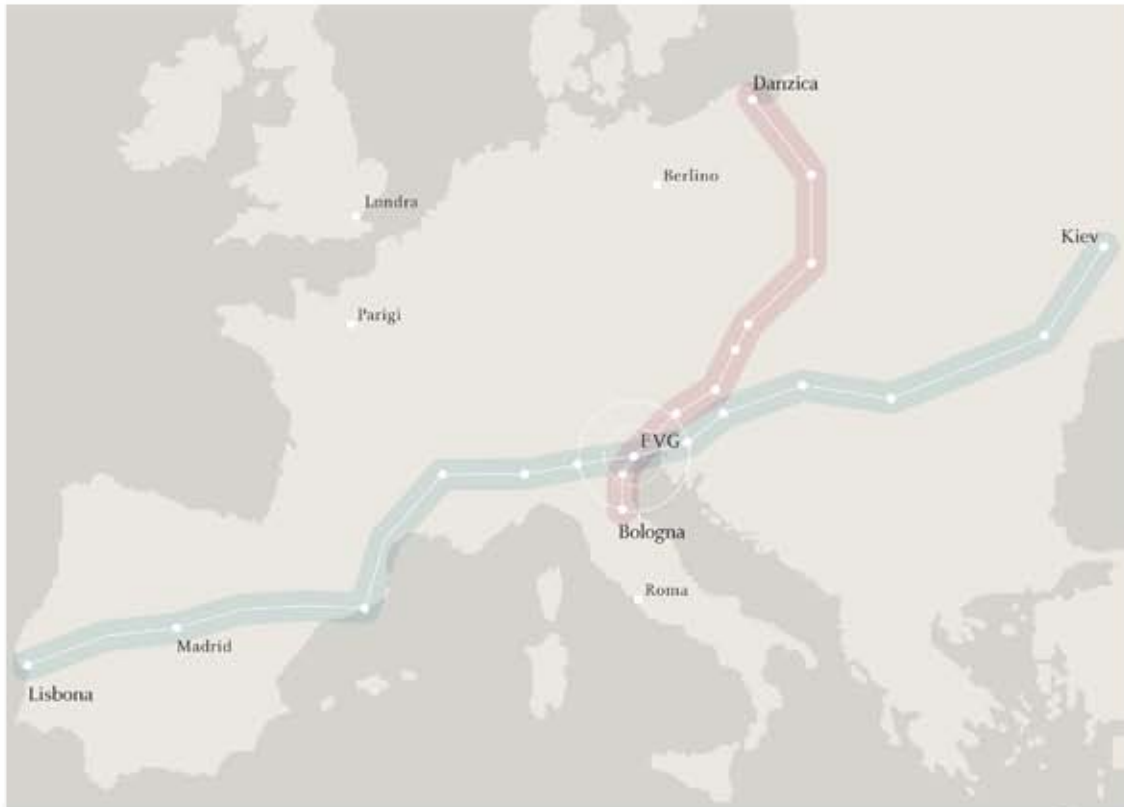 Danzica
Berlino
Londra
Kiev
Parigi
FVG
Bologna
Roma
Madrid
Lisbona